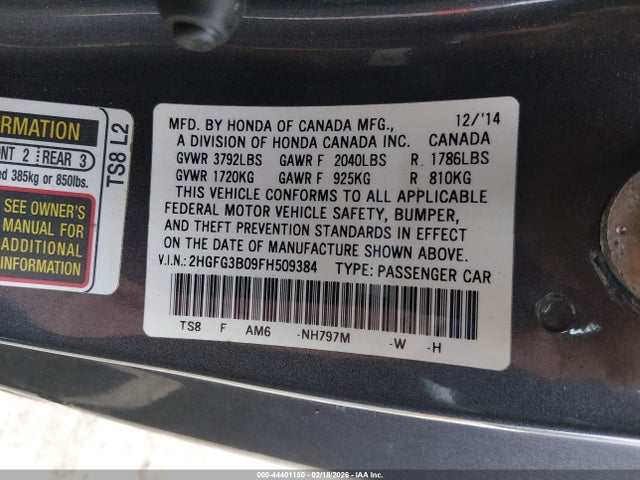 RMATION
NT 2 REAR 3
ed 385kg or 850lbs.
SEE OWNER'S
MANUAL FOR
ADDITIONAL
INFORMATION
TS8 L2
MFD. BY HONDA OF CANADA MFG., 12/'14
A DIVISION OF HONDA CANADA INC. CANADA
GVWR 3792LBS GAWR F 2040LBS R 1786LBS
GVWR 1720KG GAWR F 925KG R 810KG
THIS VEHICLE CONFORMS TO ALL APPLICABLE
FEDERAL MOTOR VEHICLE SAFETY, BUMPER,
AND THEFT PREVENTION STANDARDS IN EFFECT
ON THE DATE OF MANUFACTURE SHOWN ABOVE.
V.I.N.: 2HGFG3B09FH509384 TYPE: PASSENGER CAR
TS8 F AM6 -NH797M -W -H
000-44401150 - 02/18/2026 - IAA Inc.